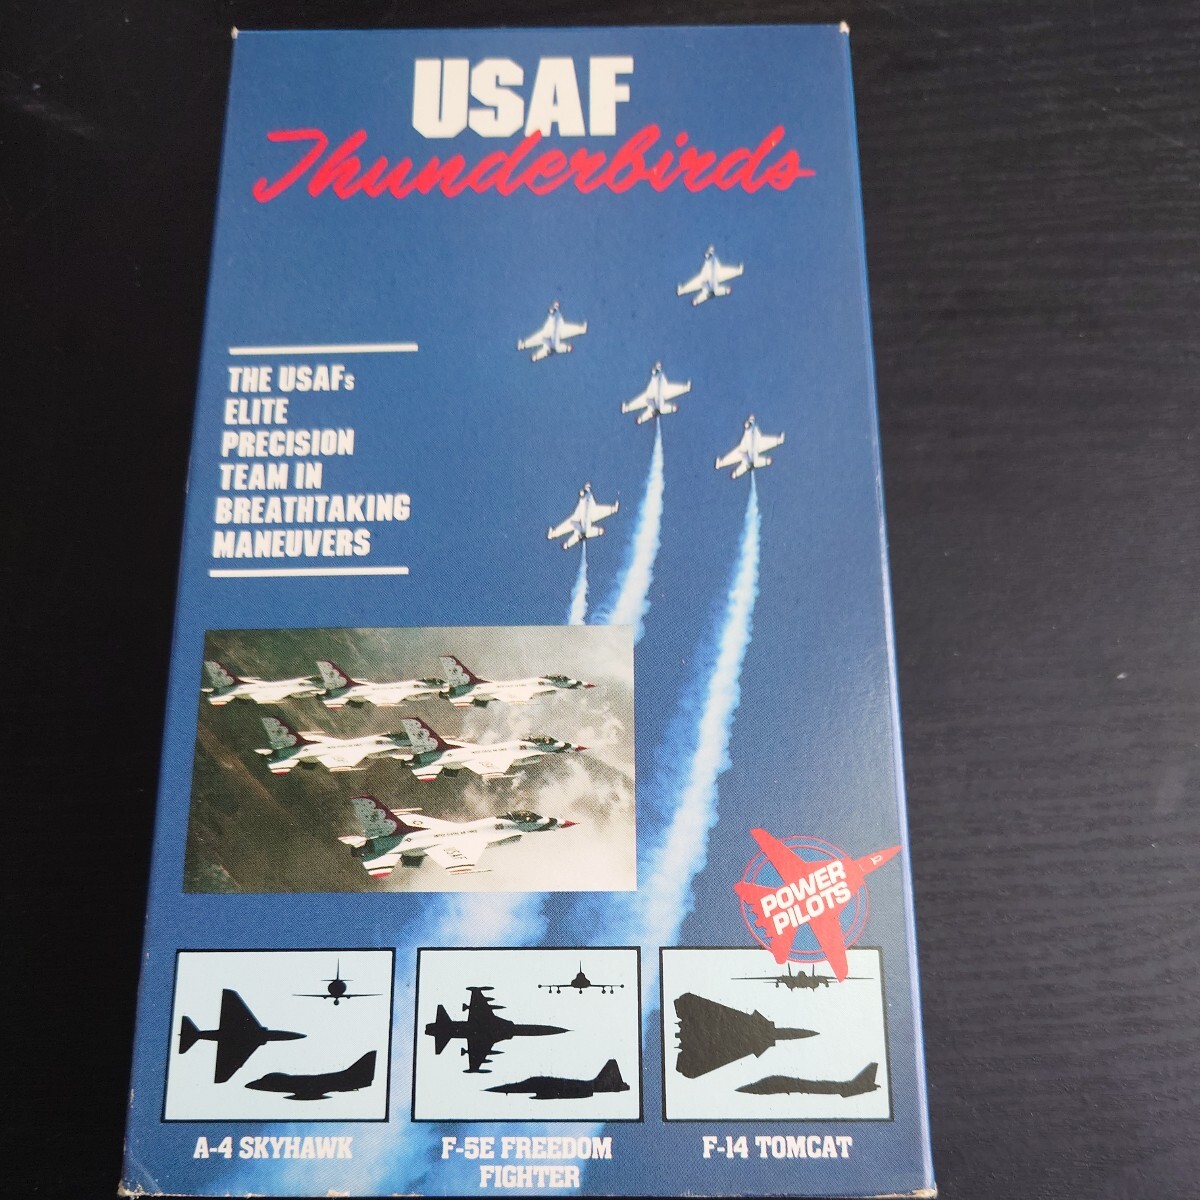 USAF
Thunderbirds
THE USAFs
ELITE
PRECISION
TEAM IN
BREATHTAKING
MANEUVERS
USAF
POWER
PILOTS
A-4 SKYHAWK
F-5E FREEDOM
FIGHTER
F-14 TOMCAT